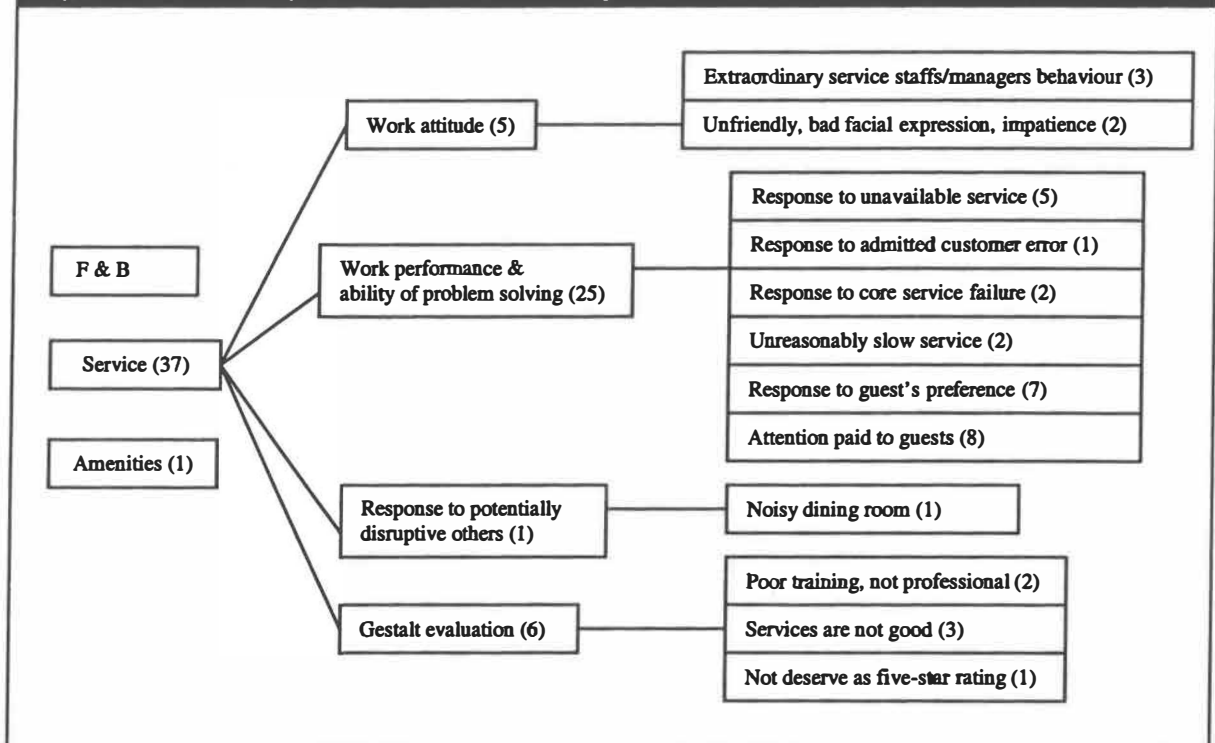 F & B
Service (37)
Amenities (1)
Work attitude (5)
Work performance &
ability of problem solving (25)
Response to potentially
disruptive others (1)
Gestalt evaluation (6)
Extraordinary service staffs/managers behaviour (3)
Unfriendly, bad facial expression, impatience (2)
Response to unavailable service (5)
Response to admitted customer error (1)
Response to core service failure (2)
Unreasonably slow service (2)
Response to guest's preference (7)
Attention paid to guests (8)
Noisy dining room (1)
Poor training, not professional (2)
Services are not good (3)
Not deserve as five-star rating (1)